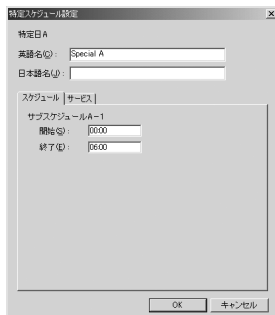 特定スケジュール設定
特定日A
英語名(C): Special A
日本語名(J):
スケジュール サービス
サブスケジュールA-1
開始(S): 00:00
終了(E): 06:00
OK キャンセル